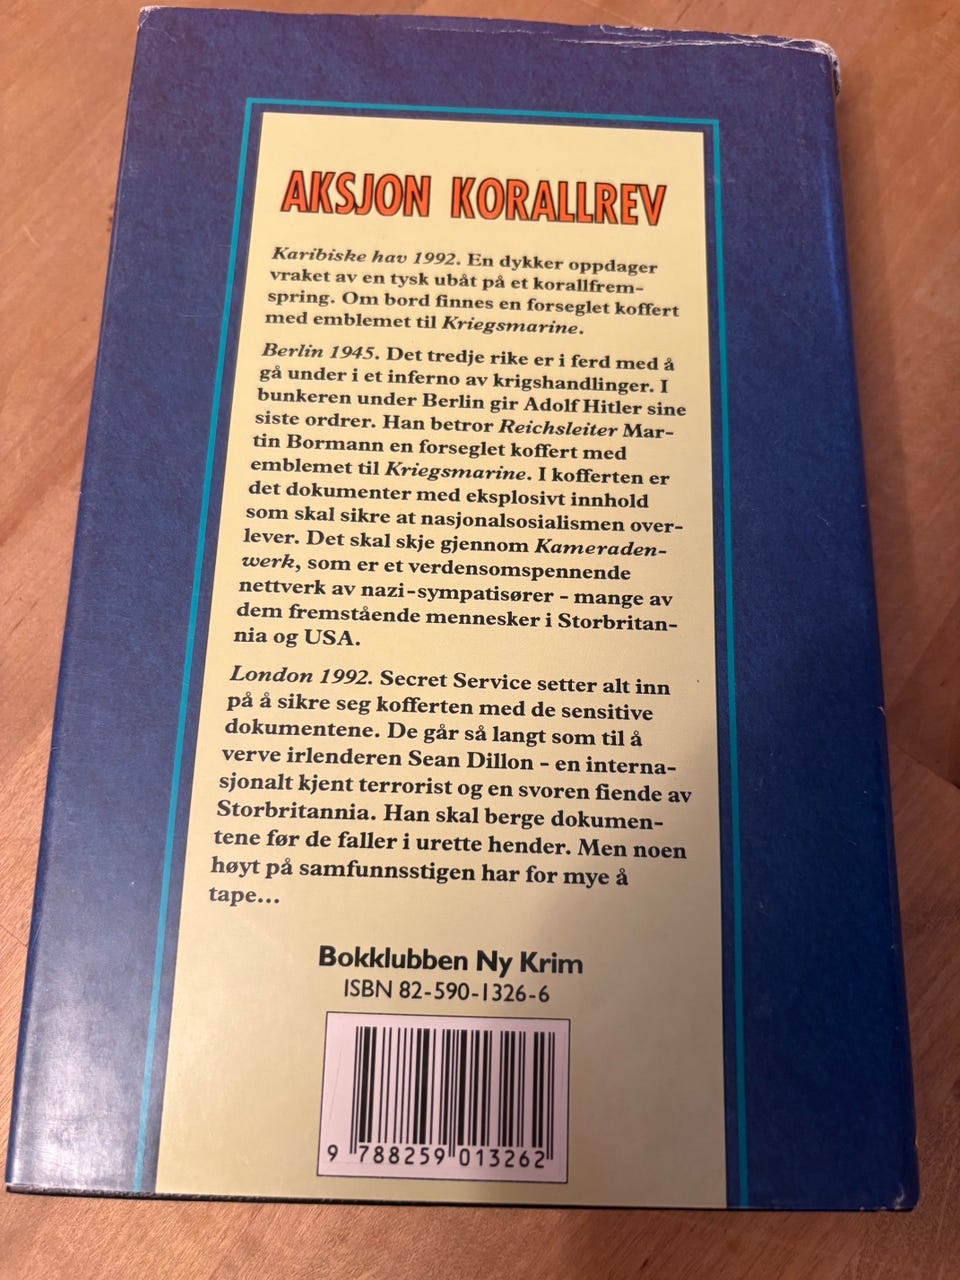 AKSJON KORALLREV
Karibiske hav 1992. En dykker oppdager
vraket av en tysk ubåt på et korallfrem-
spring. Om bord finnes en forseglet koffert
med emblemet til Kriegsmarine.
Berlin 1945. Det tredje rike er i ferd med å
gå under i et inferno av krigshandlinger. I
bunkeren under Berlin gir Adolf Hitler sine
siste ordrer. Han betror Reichsleiter Mar-
tin Bormann en forseglet koffert med
emblemet til Kriegsmarine. I kofferten er
det dokumenter med eksplosivt innhold
som skal sikre at nasjonalsosialismen over-
lever. Det skal skje gjennom Kameraden-
werk, som er et verdensomspennende
nettverk av nazi-sympatisører - mange av
dem fremstående mennesker i Storbritan-
nia og USA.
London 1992. Secret Service setter alt inn
på å sikre seg kofferten med de sensitive
dokumentene. De går så langt som til å
verve irlenderen Sean Dillon - en interna-
sjonalt kjent terrorist og en svoren fiende av
Storbritannia. Han skal berge dokumen-
tene før de faller i urette hender. Men noen
høyt på samfunnsstigen har for mye å
tape...
Bokklubben Ny Krim
ISBN 82-590-1326-6
9 788259 013262